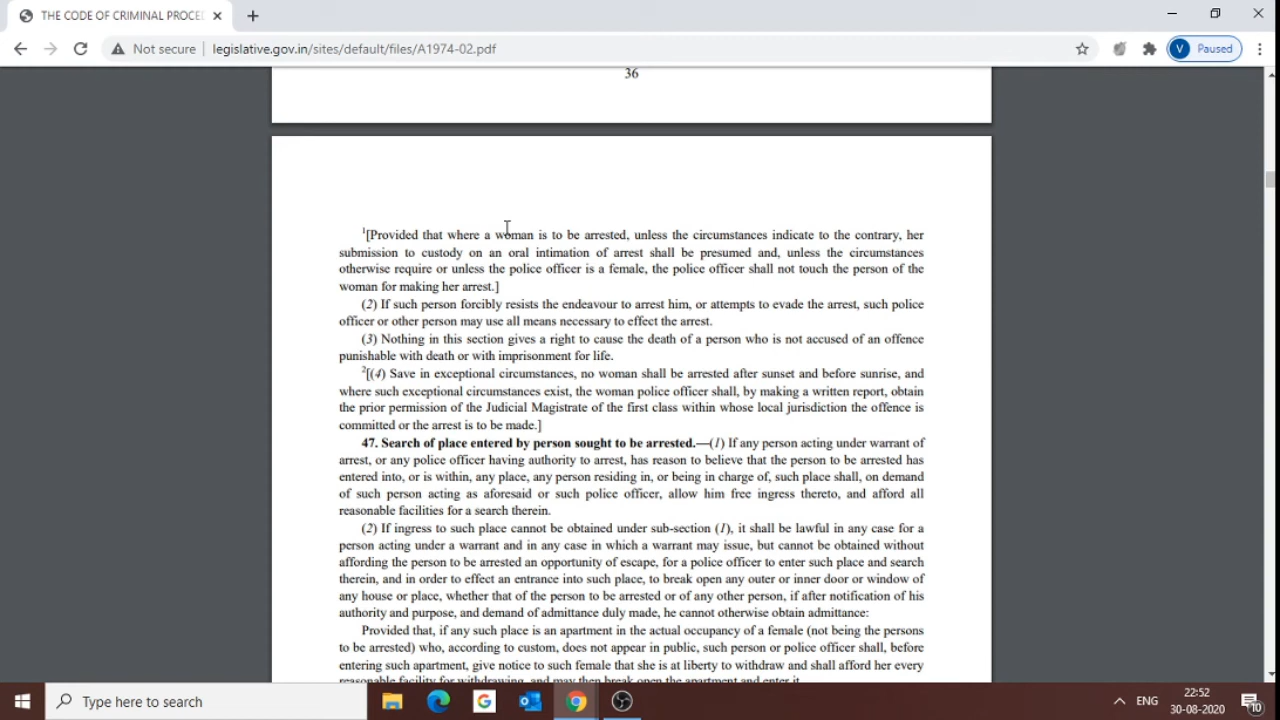 THE CODE OF CRIMINAL PROCE
Not secure
legislative.gov.in/sites/default/files/A1974-02.pdf
V Paused
36
1[Provided that where a woman is to be arrested, unless the circumstances indicate to the contrary, her
submission to custody on an oral intimation of arrest shall be presumed and, unless the circumstances
otherwise require or unless the police officer is a female, the police officer shall not touch the person of the
woman for making her arrest.]
(2) If such person forcibly resists the endeavour to arrest him, or attempts to evade the arrest, such police
officer or other person may use all means necessary to effect the arrest.
(3) Nothing in this section gives a right to cause the death of a person who is not accused of an offence
punishable with death or with imprisonment for life.
2[(4) Save in exceptional circumstances, no woman shall be arrested after sunset and before sunrise, and
where such exceptional circumstances exist, the woman police officer shall, by making a written report, obtain
the prior permission of the Judicial Magistrate of the first class within whose local jurisdiction the offence is
committed or the arrest is to be made.]
47. Search of place entered by person sought to be arrested.—(1) If any person acting under warrant of
arrest, or any police officer having authority to arrest, has reason to believe that the person to be arrested has
entered into, or is within, any place, any person residing in, or being in charge of, such place shall, on demand
of such person acting as aforesaid or such police officer, allow him free ingress thereto, and afford all
reasonable facilities for a search therein.
(2) If ingress to such place cannot be obtained under sub-section (1), it shall be lawful in any case for a
person acting under a warrant and in any case in which a warrant may issue, but cannot be obtained without
affording the person to be arrested an opportunity of escape, for a police officer to enter such place and search
therein, and in order to effect an entrance into such place, to break open any outer or inner door or window of
any house or place, whether that of the person to be arrested or of any other person, if after notification of his
authority and purpose, and demand of admittance duly made, he cannot otherwise obtain admittance:
Provided that, if any such place is an apartment in the actual occupancy of a female (not being the persons
to be arrested) who, according to custom, does not appear in public, such person or police officer shall, before
entering such apartment, give notice to such female that she is at liberty to withdraw and shall afford her every
reasonable facility for withdrawing, and may then break open the apartment and enter it
Type here to search
ENG
22:52
30-08-2020
10